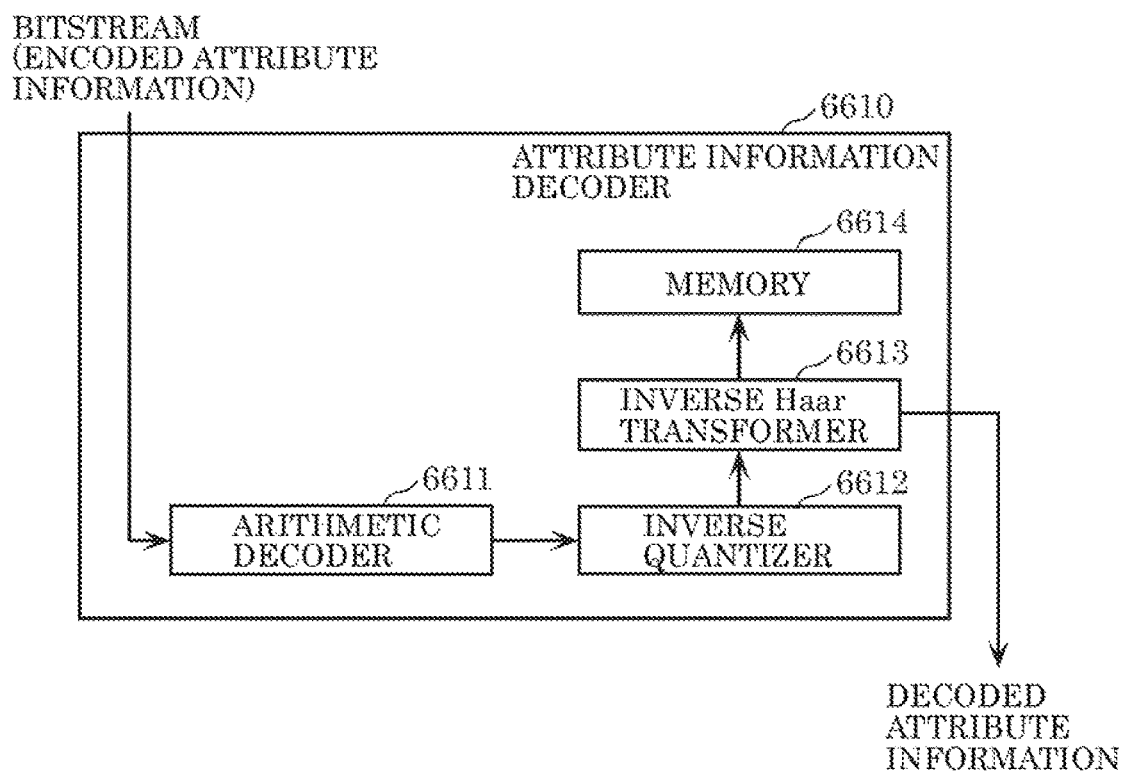 BITSTREAM
(ENCODED ATTRIBUTE
INFORMATION)
6610
ATTRIBUTE INFORMATION
DECODER
6614
MEMORY
6613
INVERSE Haar
TRANSFORMER
6611
6612
ARITHMETIC
DECODER
INVERSE
QUANTIZER
DECODED
ATTRIBUTE
INFORMATION